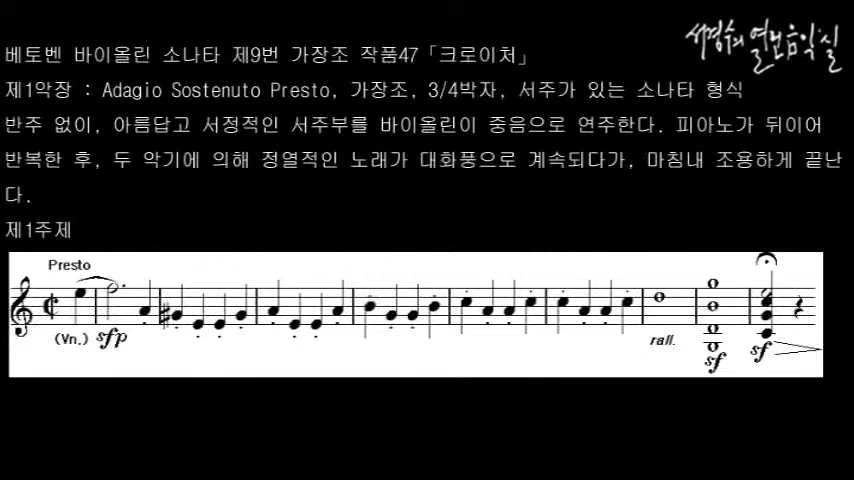 서경수의 열린음악실
베토벤 바이올린 소나타 제9번 가장조 작품47「크로이처」
제1악장 : Adagio Sostenuto Presto, 가장조, 3/4박자, 서주가 있는 소나타 형식
반주 없이, 아름답고 서정적인 서주부를 바이올린이 중음으로 연주한다. 피아노가 뒤이어
반복한 후, 두 악기에 의해 정열적인 노래가 대화풍으로 계속되다가, 마침내 조용하게 끝난
다.
제1주제
Presto
(Vn.) sfp rall. sf sf